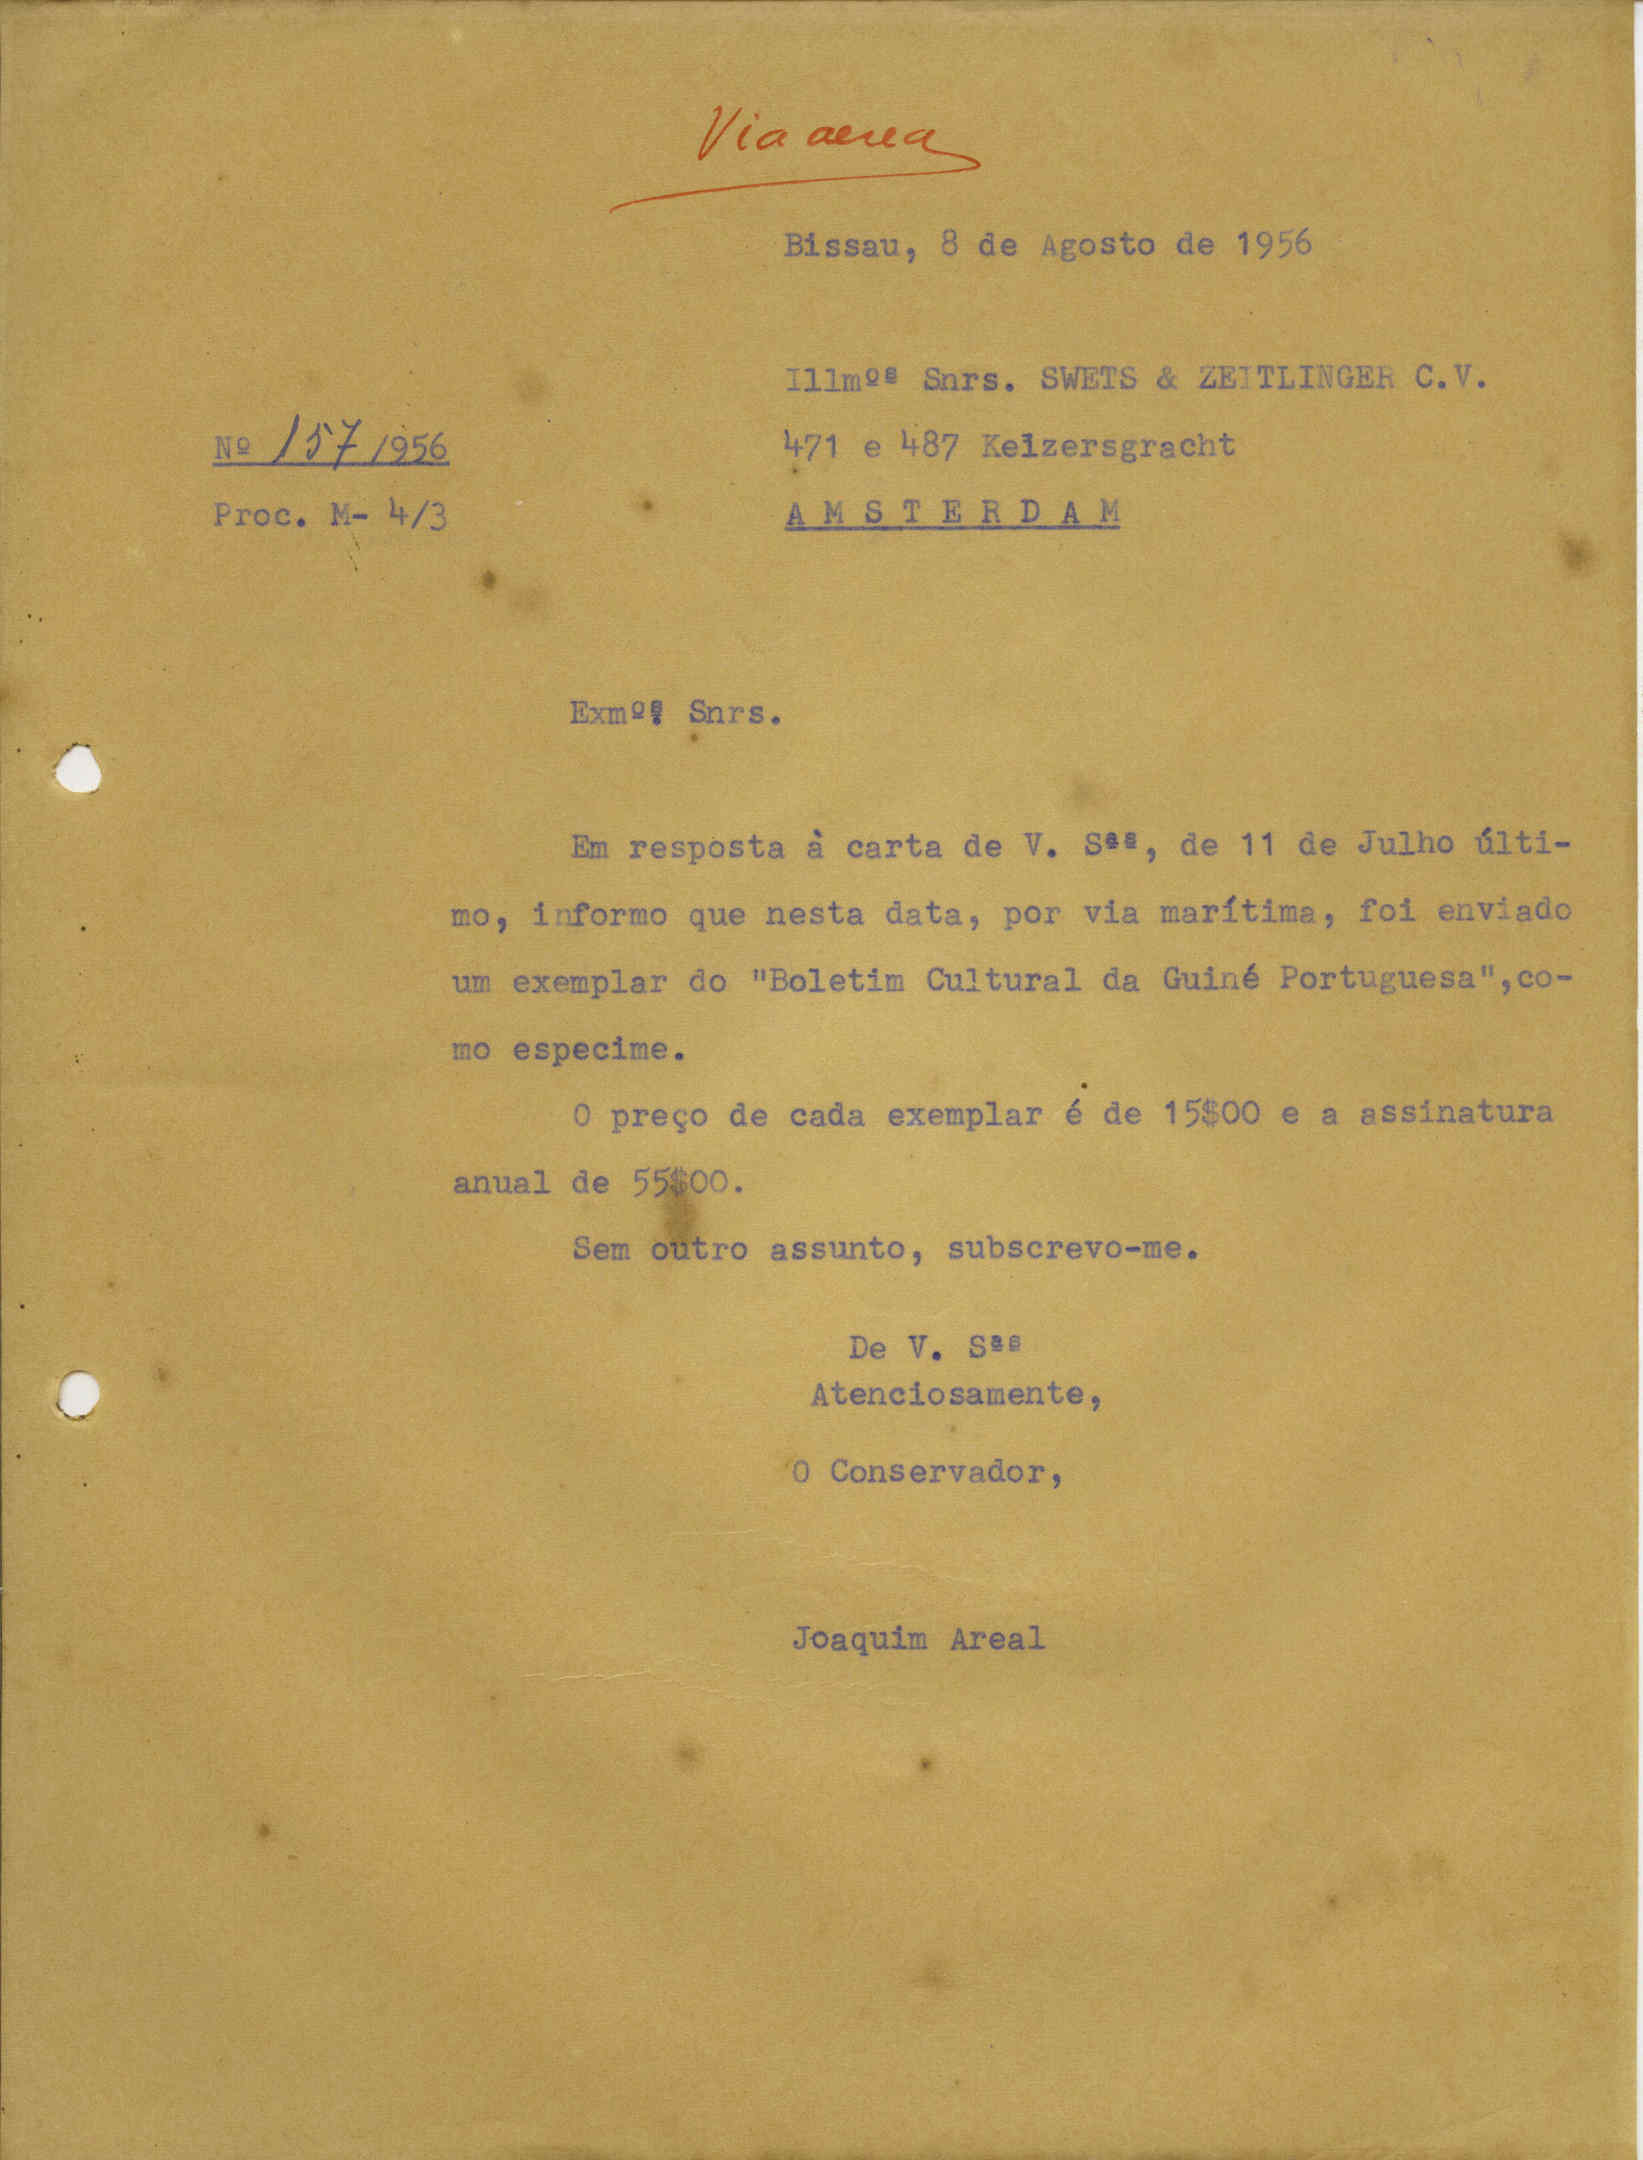 Via aerea
Bissau, 8 de Agosto de 1956
Illmºs Snrs. SWETS & ZEITLINGER C.V.
Nº 157/1956
471 e 487 Keizersgracht
Proc. M- 4/3
A M S T E R D A M
Exmºs Snrs.
Em resposta à carta de V. Sªs, de 11 de Julho últi-
mo, informo que nesta data, por via marítima, foi enviado
um exemplar do "Boletim Cultural da Guiné Portuguesa",co-
mo especime.
O preço de cada exemplar é de 15$00 e a assinatura
anual de 55$00.
Sem outro assunto, subscrevo-me.
De V. Sªs
Atenciosamente,
O Conservador,
Joaquim Areal